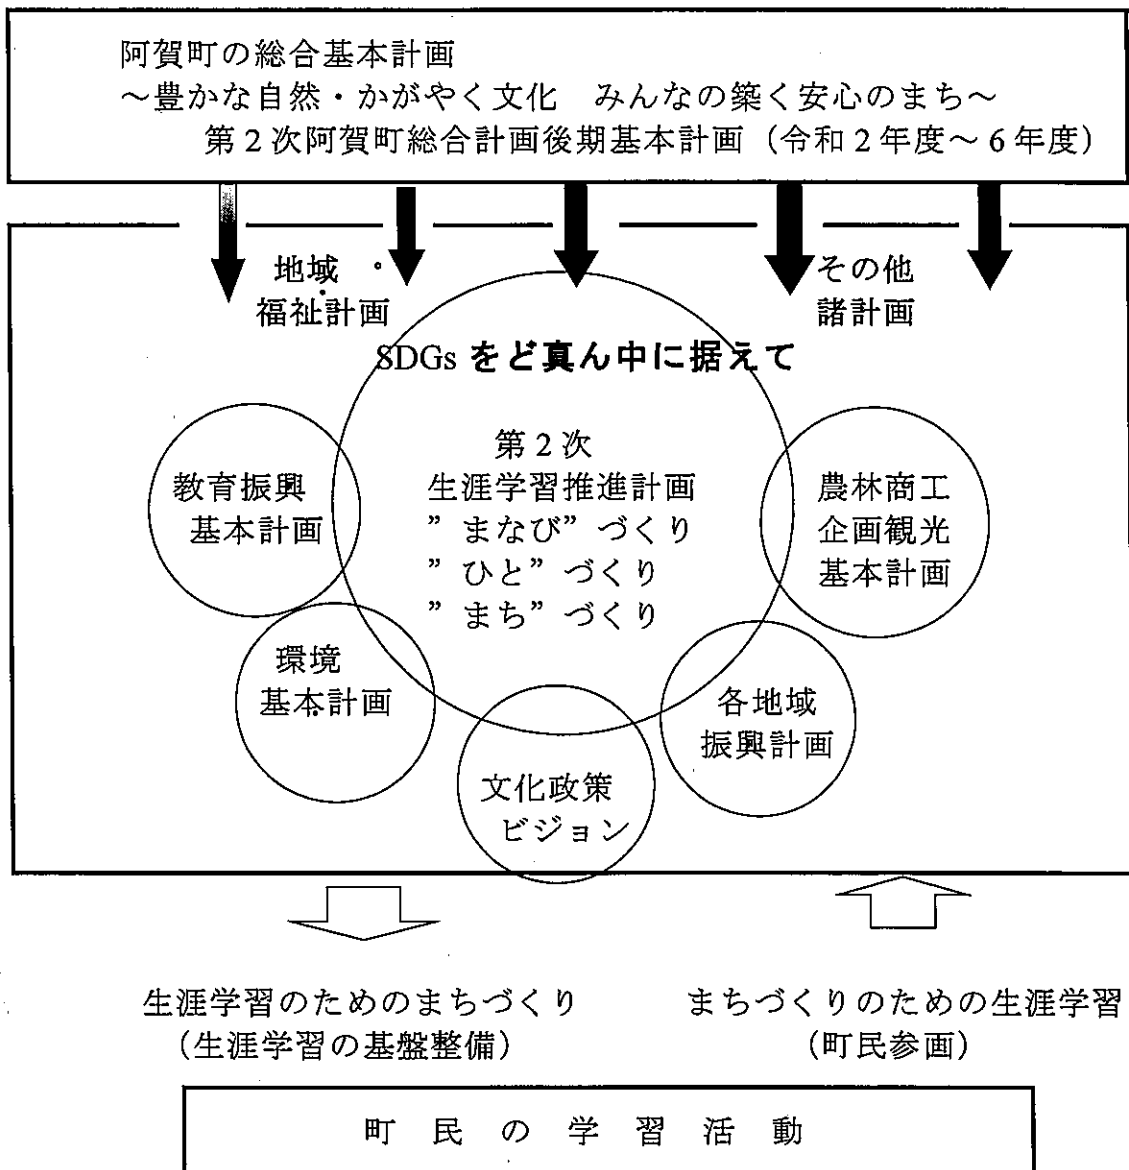 阿賀町の総合基本計画
～豊かな自然・かがやく文化　みんなの築く安心のまち～
第２次阿賀町総合計画後期基本計画（令和２年度～６年度）
地域
福祉計画
その他
諸計画
SDGs をど真ん中に据えて
第２次
生涯学習推進計画
”まなび”づくり
”ひと”づくり
”まち”づくり
教育振興
基本計画
農林商工
企画観光
基本計画
環境
基本計画
各地域
振興計画
文化政策
ビジョン
生涯学習のためのまちづくり
（生涯学習の基盤整備）
まちづくりのための生涯学習
（町民参画）
町　民　の　学　習　活　動